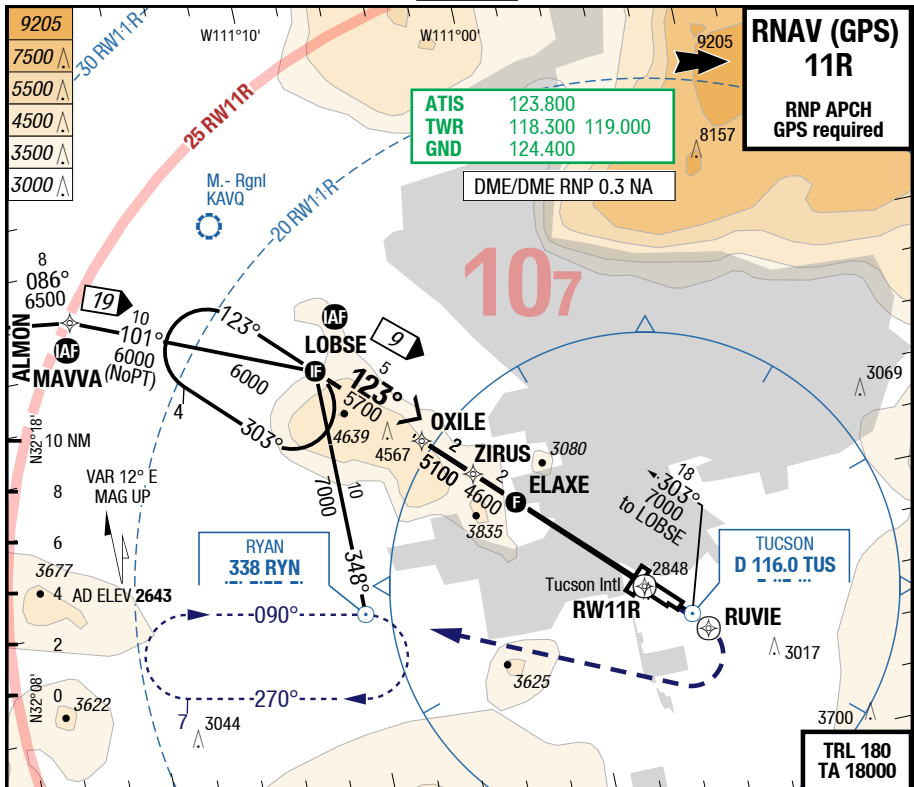 9205
7500
5500
4500
3500
3000
30 RW11R
25 RW11R
20 RW11R
W111°10'
W111°00'
9205
RNAV (GPS)
11R
RNP APCH
GPS required
ATIS 123.800
TWR 118.300 119.000
GND 124.400
DME/DME RNP 0.3 NA
8157
M.- Rgnl
KAVQ
107
8
086°
6500
19
10
101°
6000
(NoPT)
ALMON
IAF
MAVVA
123°
6000
303°
4
IAF
LOBSE
IF
9
5
123°
5700
4639
4567
OXILE
2
5100
ZIRUS
2
4600
3835
3080
ELAXE
F
3069
N32°18'
10 NM
8
6
4
2
0
N32°08'
VAR 12° E
MAG UP
7000
10
348°
18
303°
7000
to LOBSE
3677
AD ELEV 2643
RYAN
338 RYN
TUCSON
D 116.0 TUS
2848
Tucson Intl
RW11R
RUVIE
090°
270°
7
3044
3622
3625
3017
3700
TRL 180
TA 18000